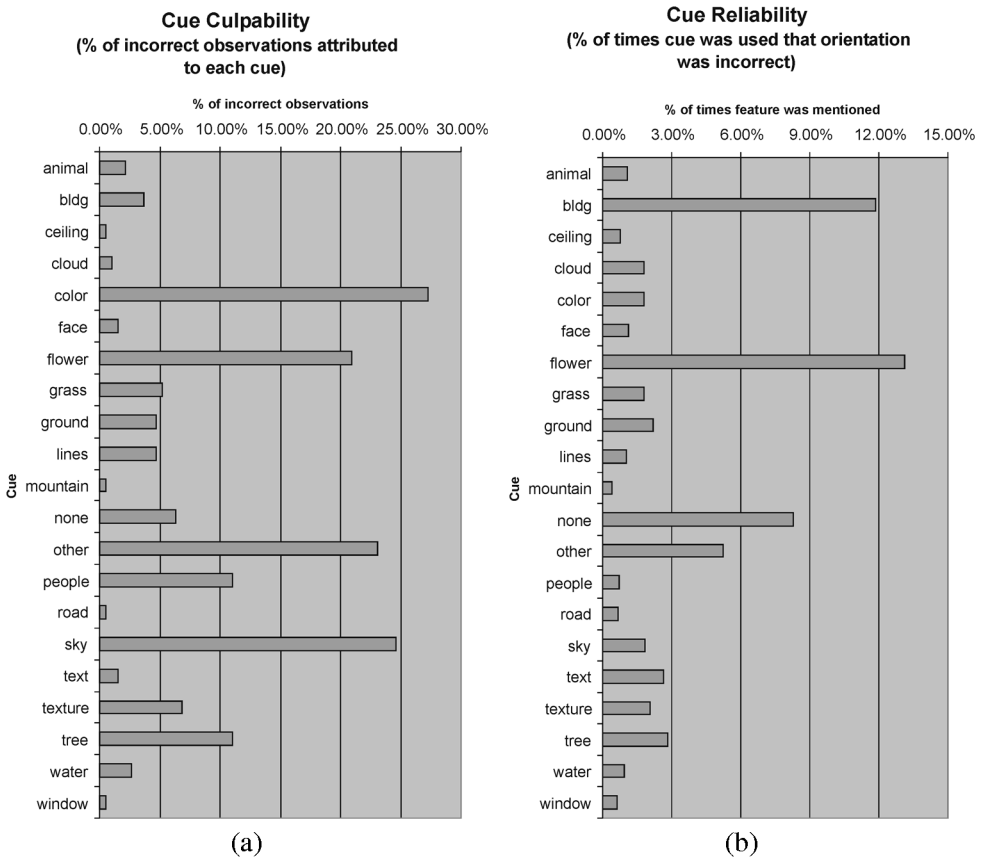 Cue Culpability
(% of incorrect observations attributed
to each cue)
% of incorrect observations
0.00% 5.00% 10.00% 15.00% 20.00% 25.00% 30.00%
animal
bldg
ceiling
cloud
color
face
flower
grass
ground
lines
mountain
none
other
people
road
sky
text
texture
tree
water
window
Cue
(a)
Cue Reliability
(% of times cue was used that orientation
was incorrect)
% of times feature was mentioned
0.00% 3.00% 6.00% 9.00% 12.00% 15.00%
animal
bldg
ceiling
cloud
color
face
flower
grass
ground
lines
mountain
none
other
people
road
sky
text
texture
tree
water
window
Cue
(b)